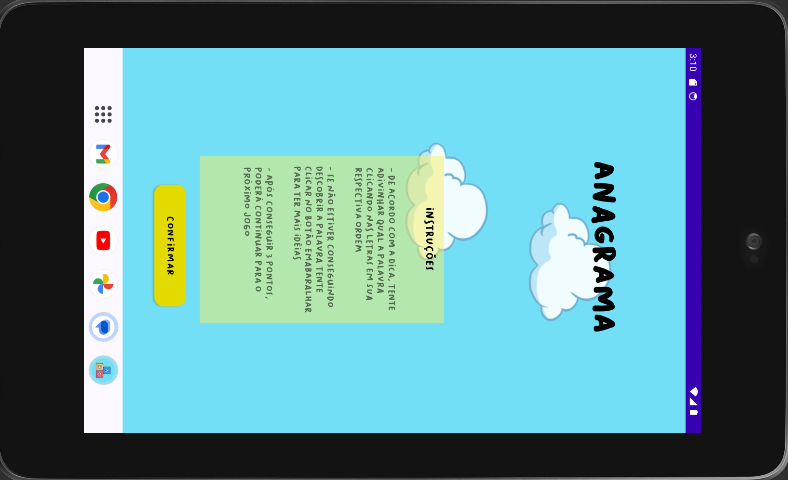 3:10
ANAGRAMA
INSTRUÇÕES
- DE ACORDO COM A DICA, TENTE
ADIVINHAR QUAL A PALAVRA
CLICANDO NAS LETRAS EM SUA
RESPECTIVA ORDEM
- SE NÃO ESTIVER CONSEGUINDO
DESCOBRIR A PALAVRA TENTE
CLICAR NO BOTÃO EMABARALHAR
PARA TER MAIS IDÉIAS
- APÓS CONSEGUIR 3 PONTOS,
PODERÁ CONTINUAR PARA O
PRÓXIMO JOGO
CONFIRMAR